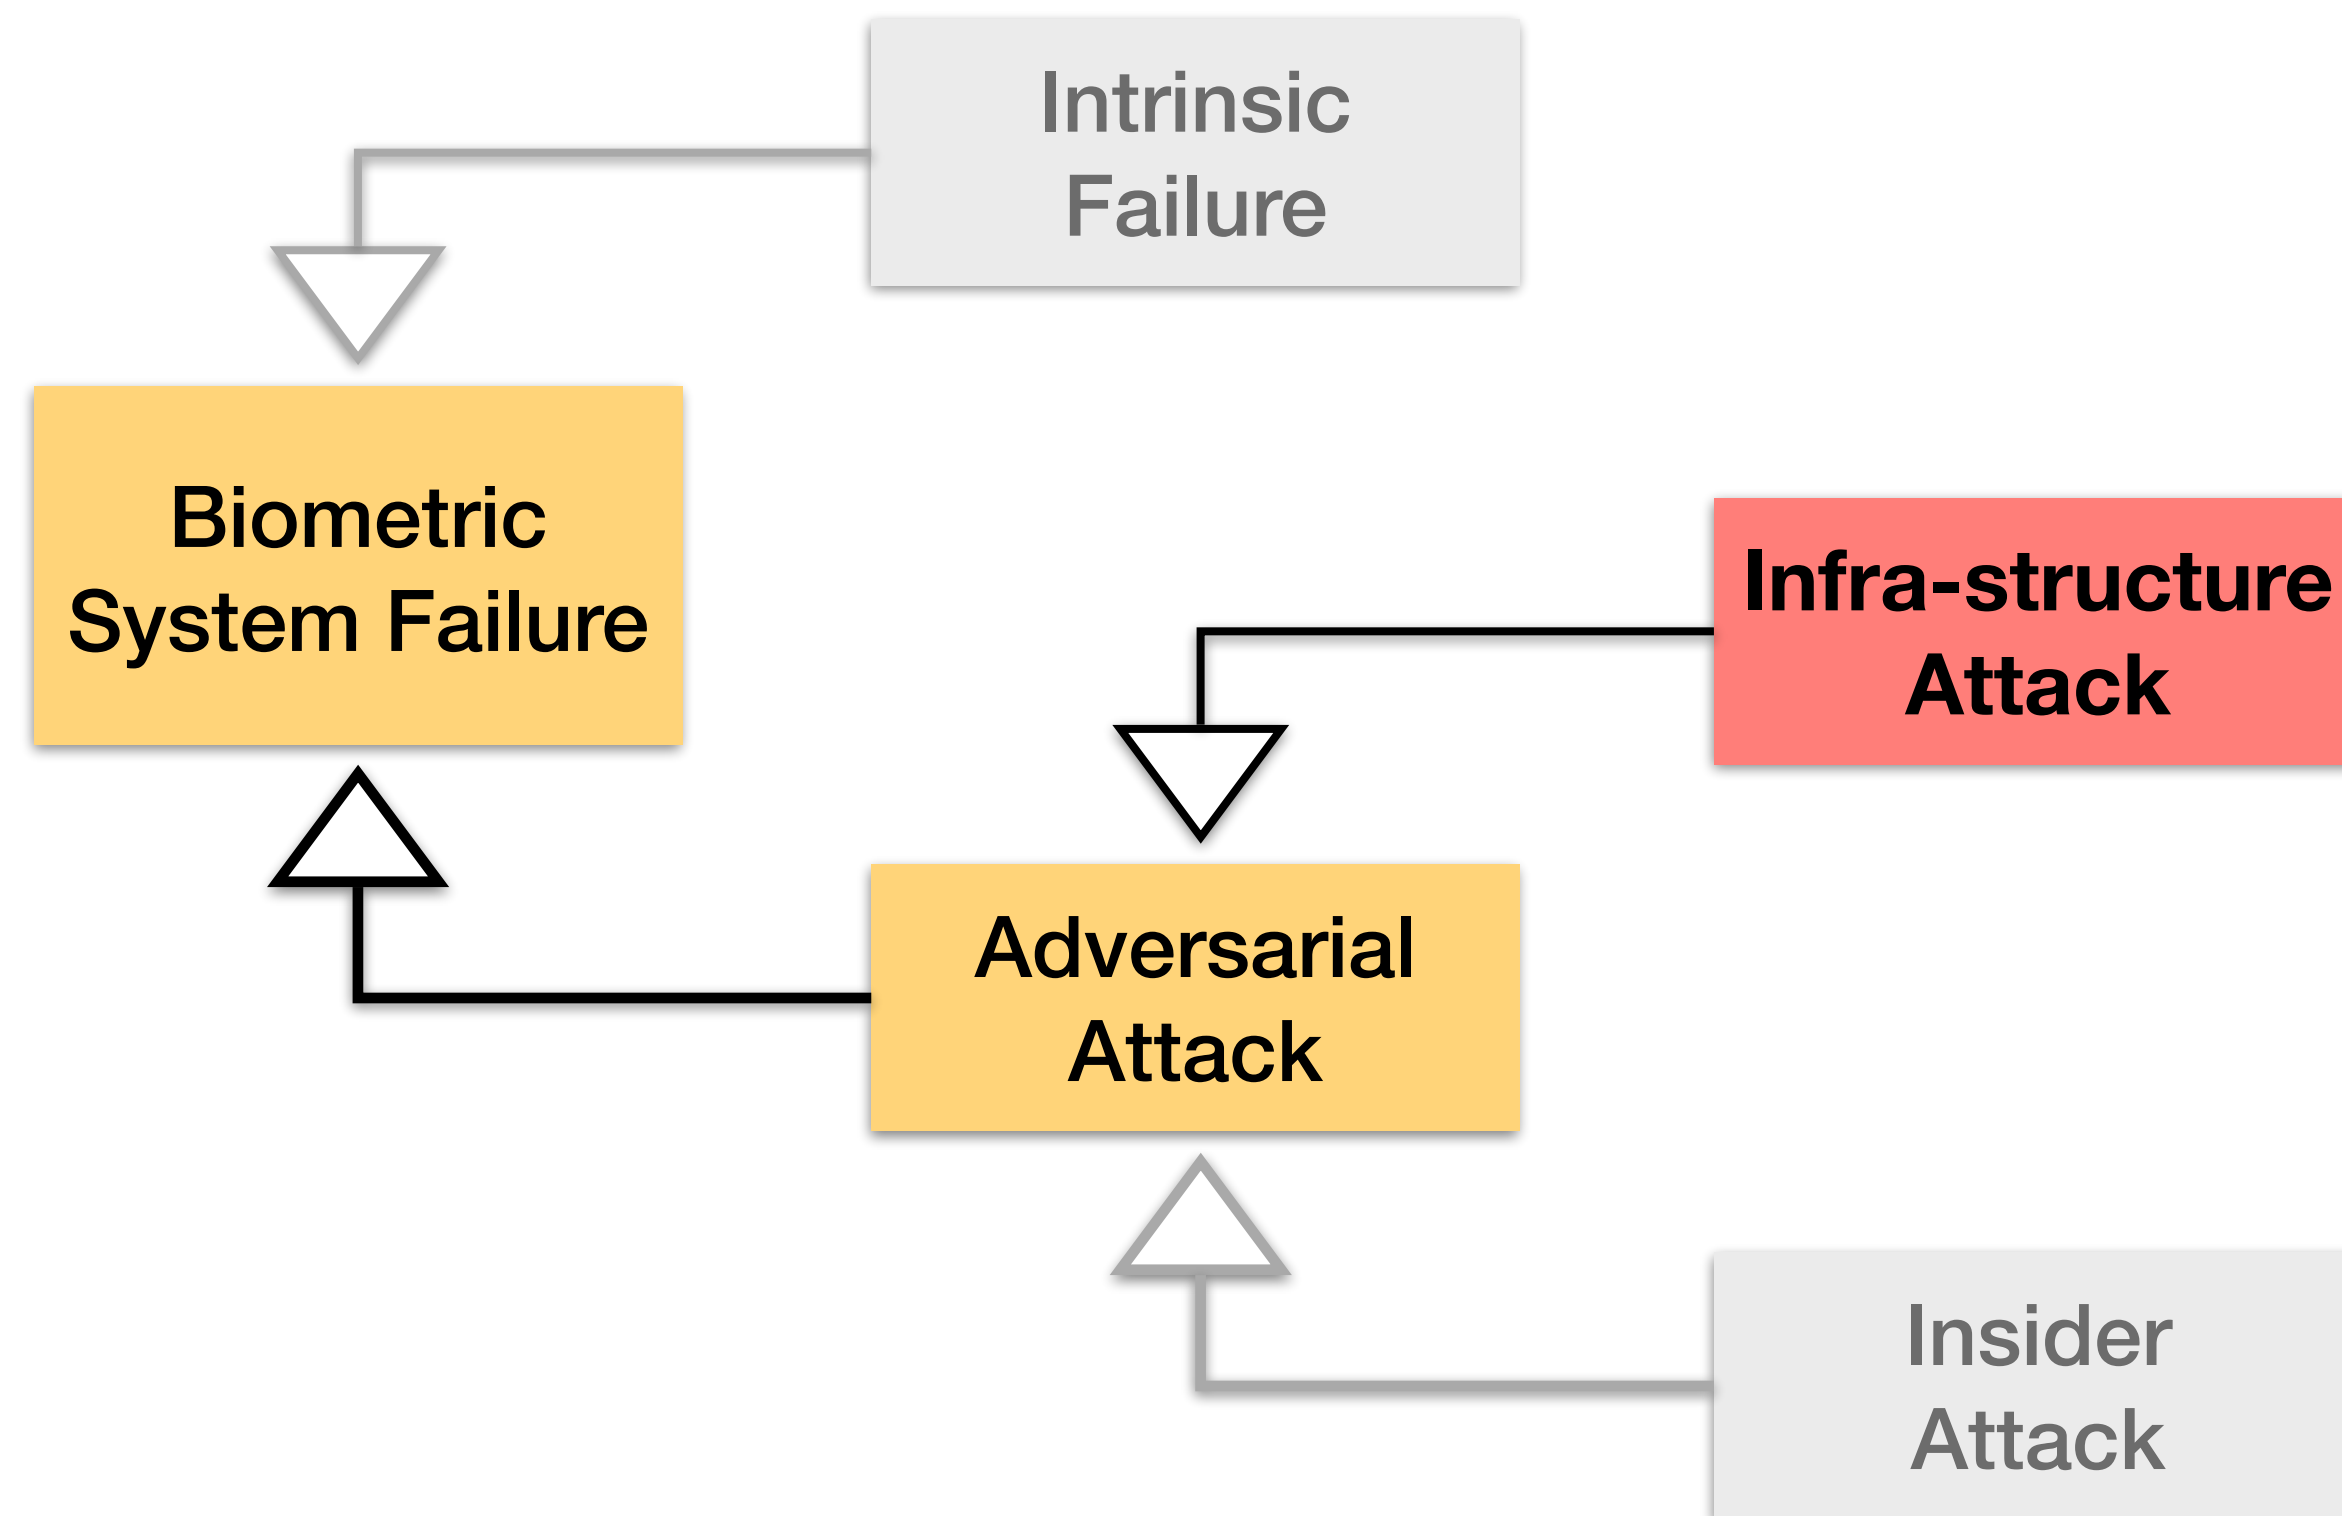 Intrinsic
Failure
Biometric
System Failure
Infra-structure
Attack
Adversarial
Attack
Insider
Attack